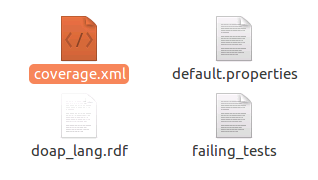 coverage.xml
default.properties
doap_lang.rdf
failing_tests